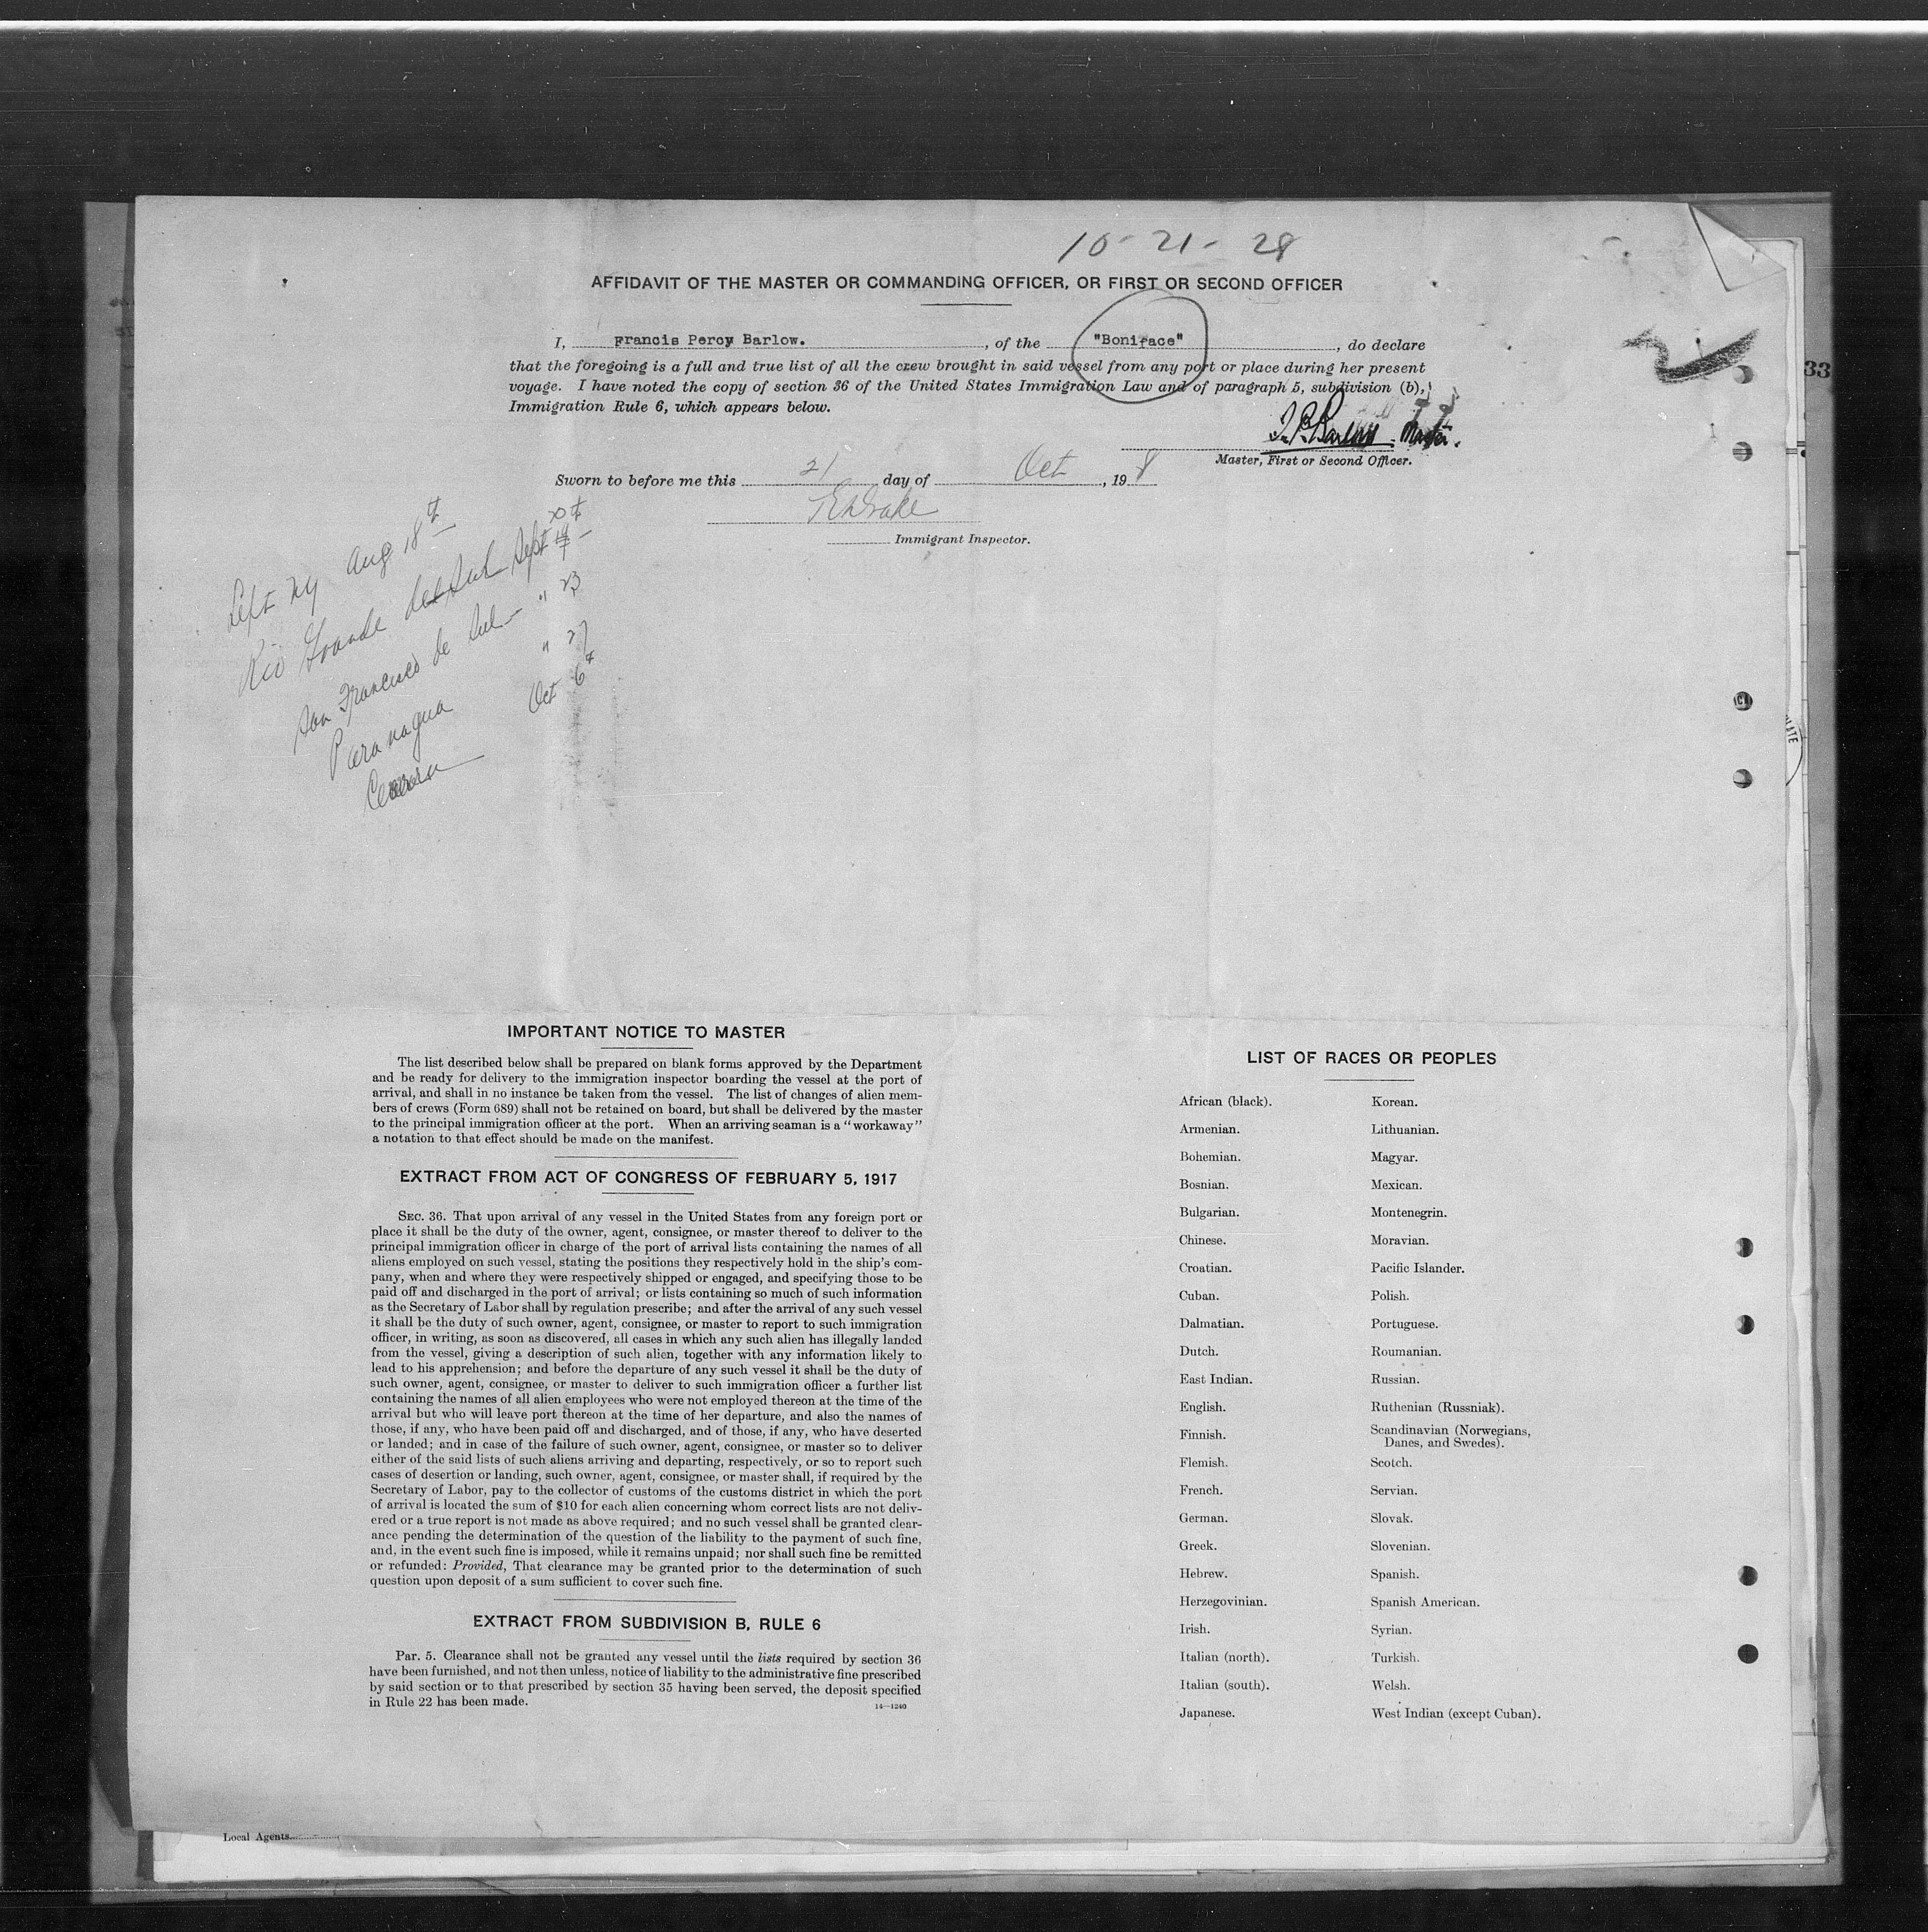 10-21-28
AFFIDAVIT OF THE MASTER OR COMMANDING OFFICER, OR FIRST OR SECOND OFFICER
I, Francis Percy Barlow. , of the "Boniface" , do declare
that the foregoing is a full and true list of all the crew brought in said vessel from any port or place during her present
voyage. I have noted the copy of section 36 of the United States Immigration Law and of paragraph 5, subdivision (b),
Immigration Rule 6, which appears below.
F.P.Barlow. Master.
Master, First or Second Officer.
Sworn to before me this 21 day of Oct , 19 8
Drake
Immigrant Inspector.
Left NY Aug 18th
Rio Grande del Sul Sept 20th
San Francisco de Sul - " 23
Paranagua " 27
Ceara Oct 6th
IMPORTANT NOTICE TO MASTER
The list described below shall be prepared on blank forms approved by the Department
and be ready for delivery to the immigration inspector boarding the vessel at the port of
arrival, and shall in no instance be taken from the vessel. The list of changes of alien mem-
bers of crews (Form 689) shall not be retained on board, but shall be delivered by the master
to the principal immigration officer at the port. When an arriving seaman is a "workaway"
a notation to that effect should be made on the manifest.
EXTRACT FROM ACT OF CONGRESS OF FEBRUARY 5, 1917
SEC. 36. That upon arrival of any vessel in the United States from any foreign port or
place it shall be the duty of the owner, agent, consignee, or master thereof to deliver to the
principal immigration officer in charge of the port of arrival lists containing the names of all
aliens employed on such vessel, stating the positions they respectively hold in the ship's com-
pany, when and where they were respectively shipped or engaged, and specifying those to be
paid off and discharged in the port of arrival; or lists containing so much of such information
as the Secretary of Labor shall by regulation prescribe; and after the arrival of any such vessel
it shall be the duty of such owner, agent, consignee, or master to report to such immigration
officer, in writing, as soon as discovered, all cases in which any such alien has illegally landed
from the vessel, giving a description of such alien, together with any information likely to
lead to his apprehension; and before the departure of any such vessel it shall be the duty of
such owner, agent, consignee, or master to deliver to such immigration officer a further list
containing the names of all alien employees who were not employed thereon at the time of the
arrival but who will leave port thereon at the time of her departure, and also the names of
those, if any, who have been paid off and discharged, and of those, if any, who have deserted
or landed; and in case of the failure of such owner, agent, consignee, or master so to deliver
either of the said lists of such aliens arriving and departing, respectively, or so to report such
cases of desertion or landing, such owner, agent, consignee, or master shall, if required by the
Secretary of Labor, pay to the collector of customs of the customs district in which the port
of arrival is located the sum of $10 for each alien concerning whom correct lists are not deliv-
ered or a true report is not made as above required; and no such vessel shall be granted clear-
ance pending the determination of the question of the liability to the payment of such fine,
and, in the event such fine is imposed, while it remains unpaid; nor shall such fine be remitted
or refunded: Provided, That clearance may be granted prior to the determination of such
question upon deposit of a sum sufficient to cover such fine.
EXTRACT FROM SUBDIVISION B, RULE 6
Par. 5. Clearance shall not be granted any vessel until the lists required by section 36
have been furnished, and not then unless, notice of liability to the administrative fine prescribed
by said section or to that prescribed by section 35 having been served, the deposit specified
in Rule 22 has been made.
14—1240
LIST OF RACES OR PEOPLES
African (black). Korean.
Armenian. Lithuanian.
Bohemian. Magyar.
Bosnian. Mexican.
Bulgarian. Montenegrin.
Chinese. Moravian.
Croatian. Pacific Islander.
Cuban. Polish.
Dalmatian. Portuguese.
Dutch. Roumanian.
East Indian. Russian.
English. Ruthenian (Russniak).
Finnish. Scandinavian (Norwegians,
Danes, and Swedes).
Flemish. Scotch.
French. Servian.
German. Slovak.
Greek. Slovenian.
Hebrew. Spanish.
Herzegovinian. Spanish American.
Irish. Syrian.
Italian (north). Turkish.
Italian (south). Welsh.
Japanese. West Indian (except Cuban).
Local Agents
33